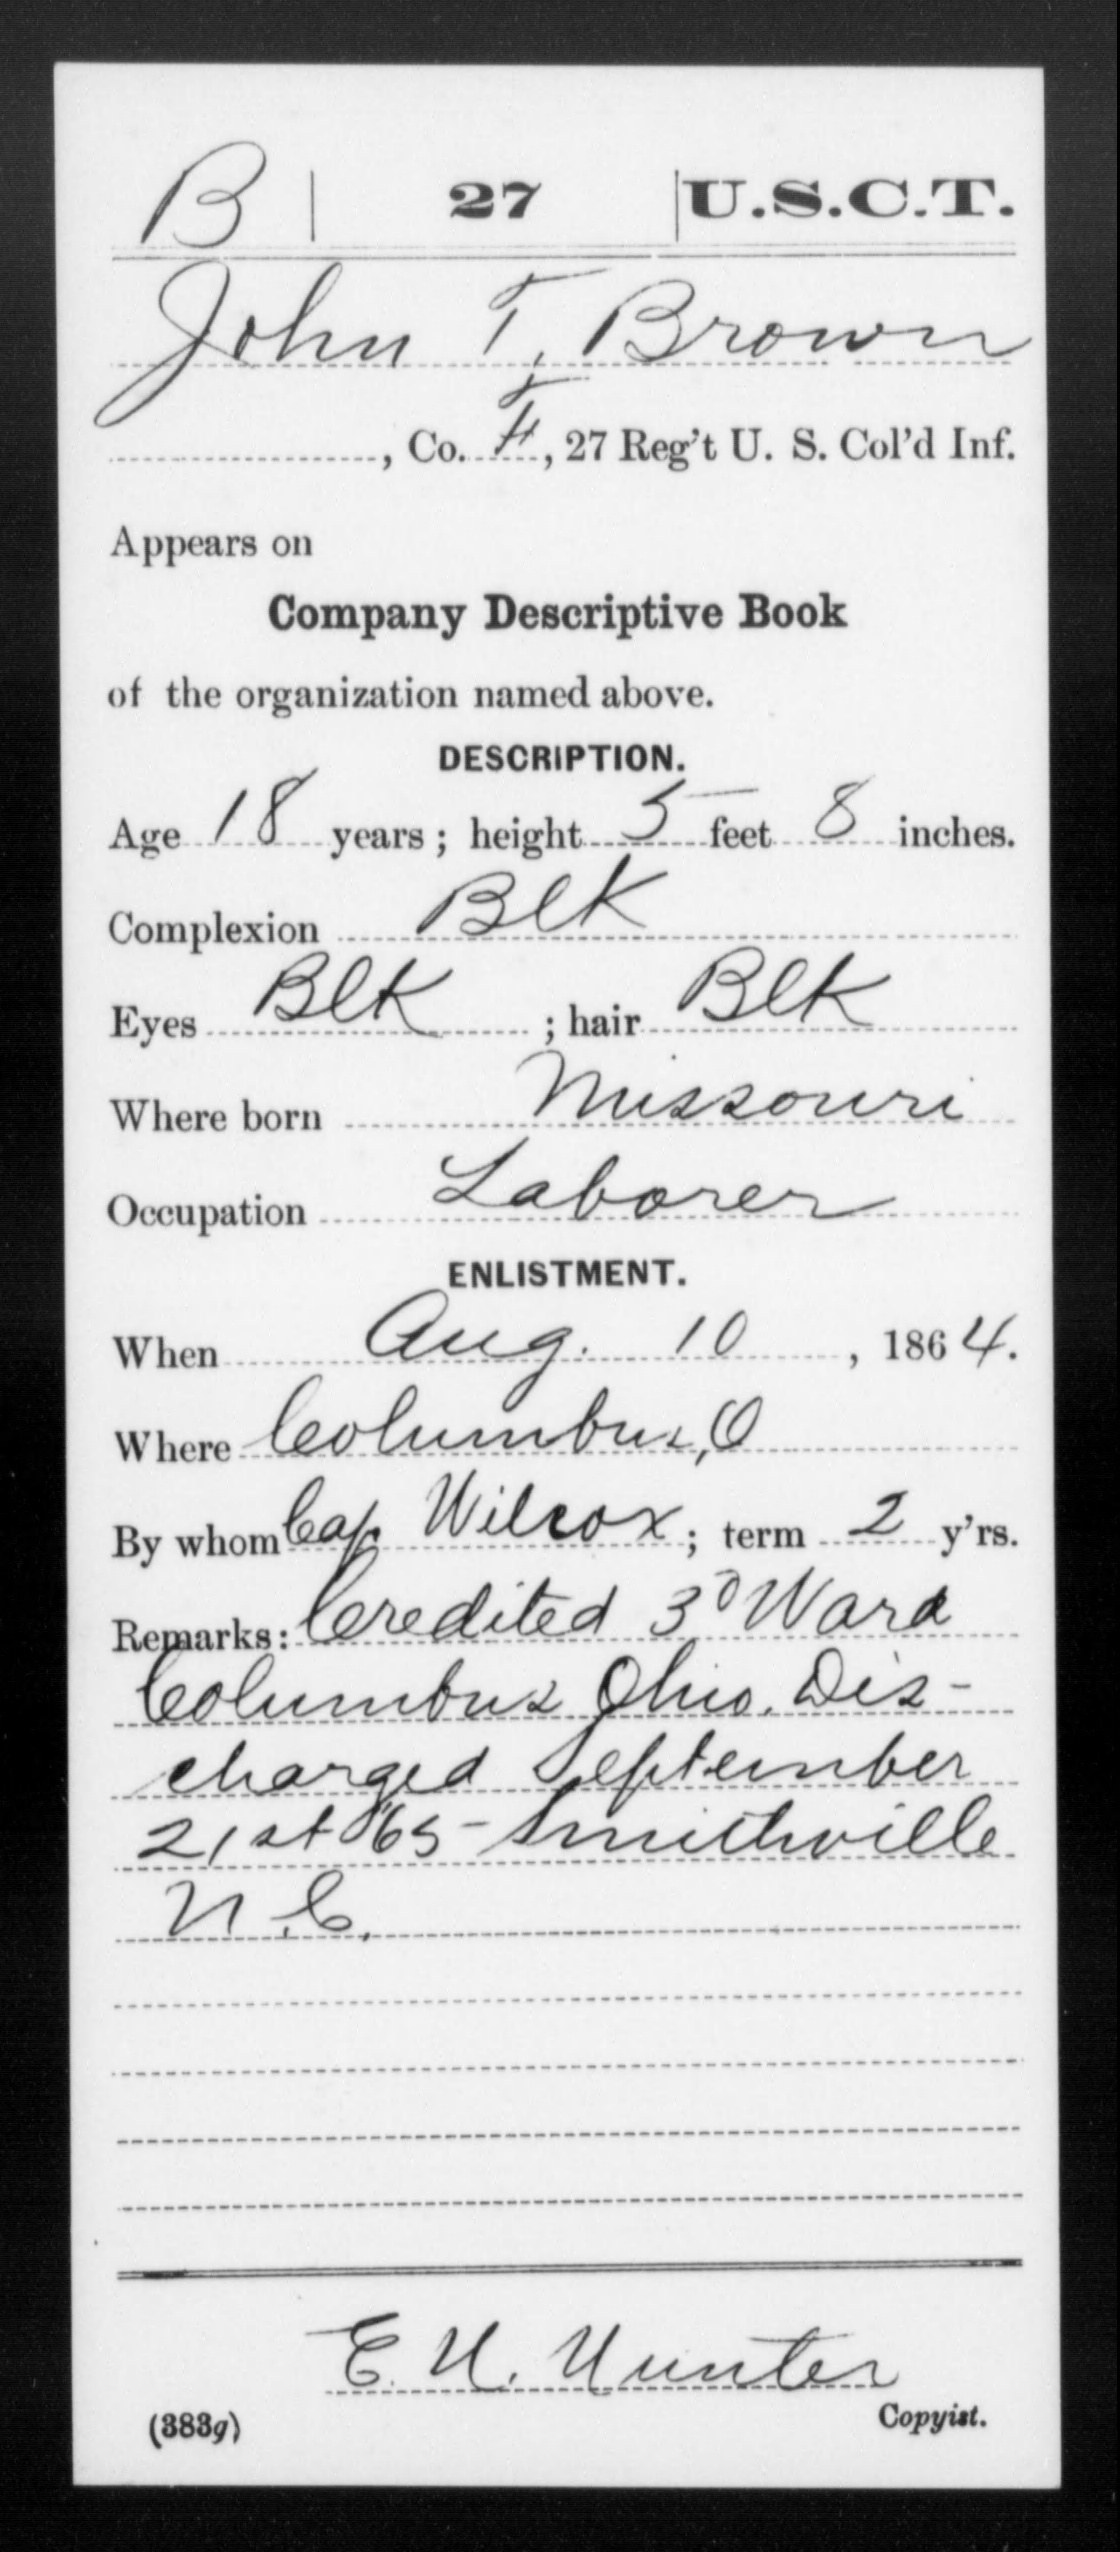 B | 27 | U.S.C.T.
John T. Brown
, Co. F, 27 Reg't U. S. Col'd Inf.
Appears on
Company Descriptive Book
of the organization named above.
DESCRIPTION.
Age 18 years; height 5 feet 8 inches.
Complexion Blk
Eyes Blk ; hair Blk
Where born Missouri
Occupation Laborer
ENLISTMENT.
When Aug. 10, 1864.
Where Columbus, O
By whom Cap. Wilcox; term 2 y'rs.
Remarks: Credited 3d Ward
Columbus Ohio. Dis-
charged September
21st 65 - Smithville
N.C.
E. H. Hunter
(383g) Copyist.